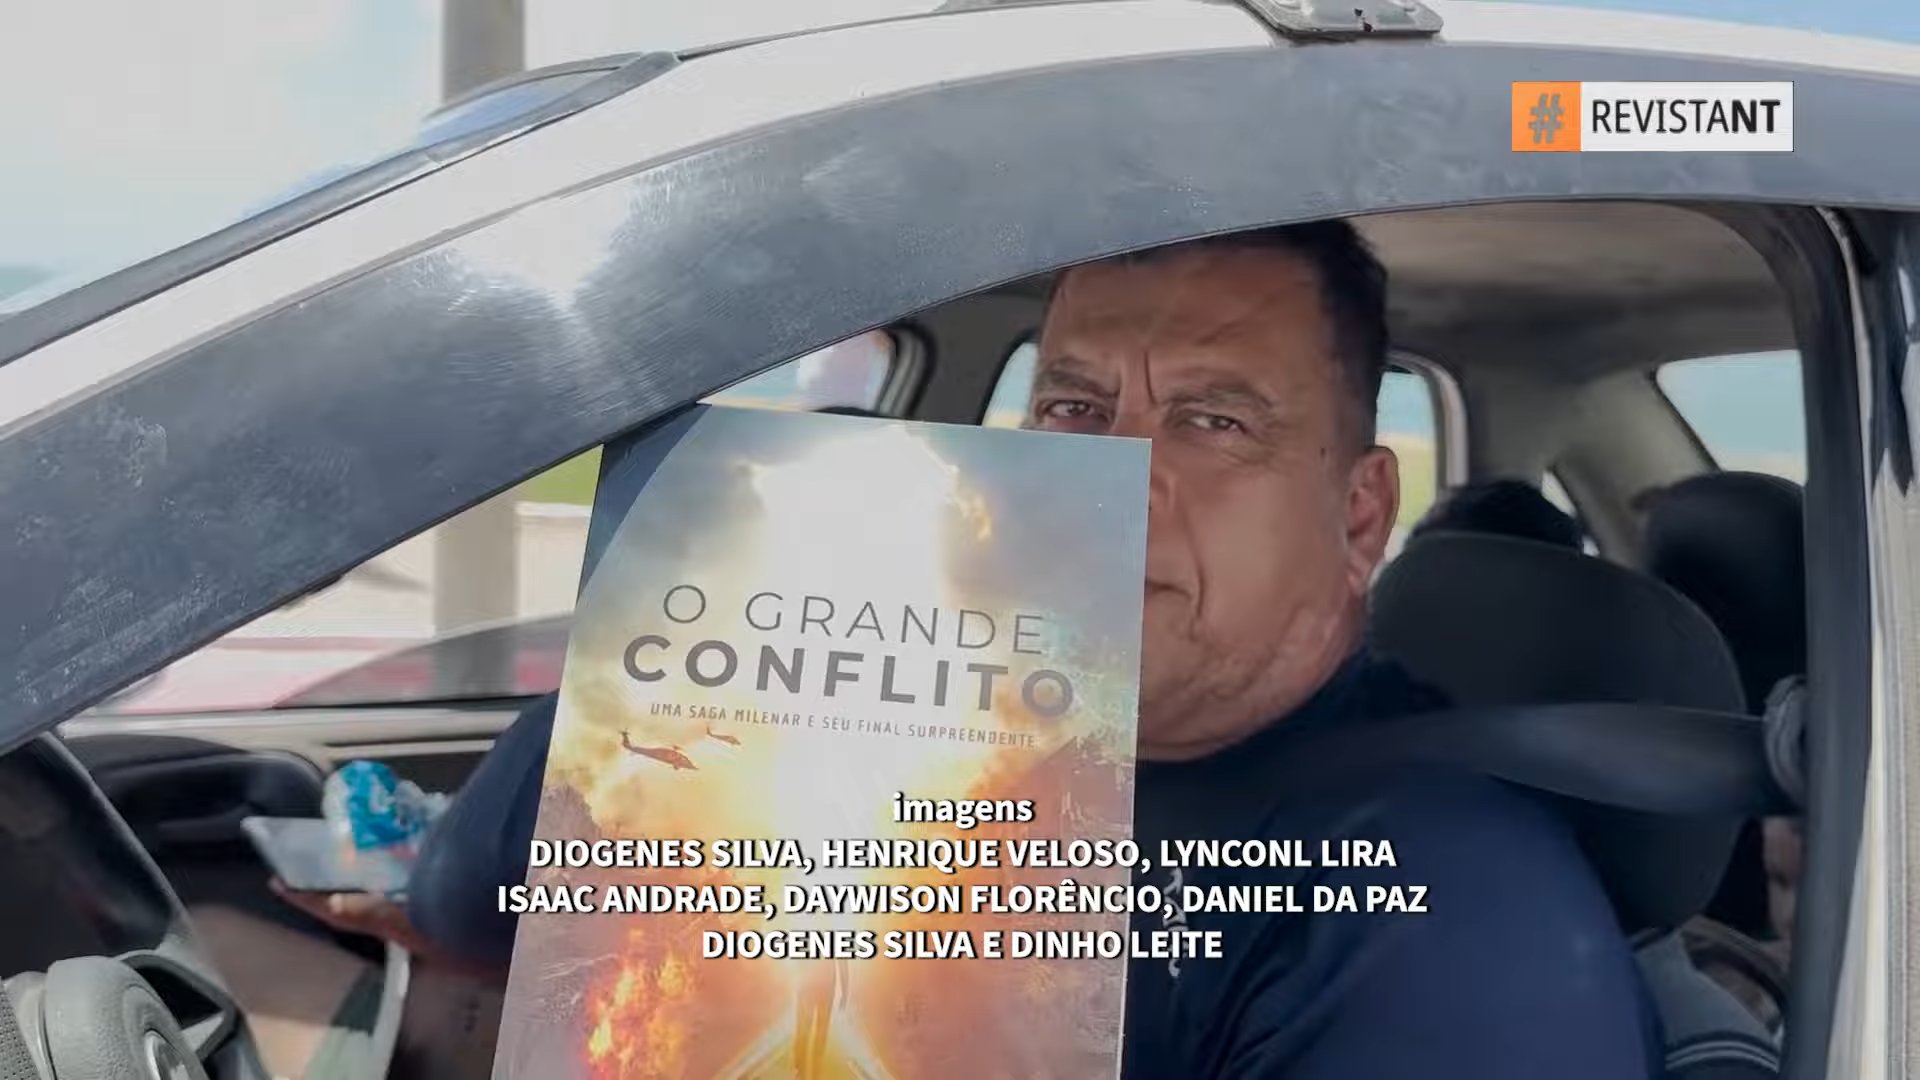 # REVISTANT
O GRANDE
CONFLITO
UMA SAGA MILENAR E SEU FINAL SURPREENDENTE
imagens
DIOGENES SILVA, HENRIQUE VELOSO, LYNCONL LIRA
ISAAC ANDRADE, DAYWISON FLORÊNCIO, DANIEL DA PAZ
DIOGENES SILVA E DINHO LEITE